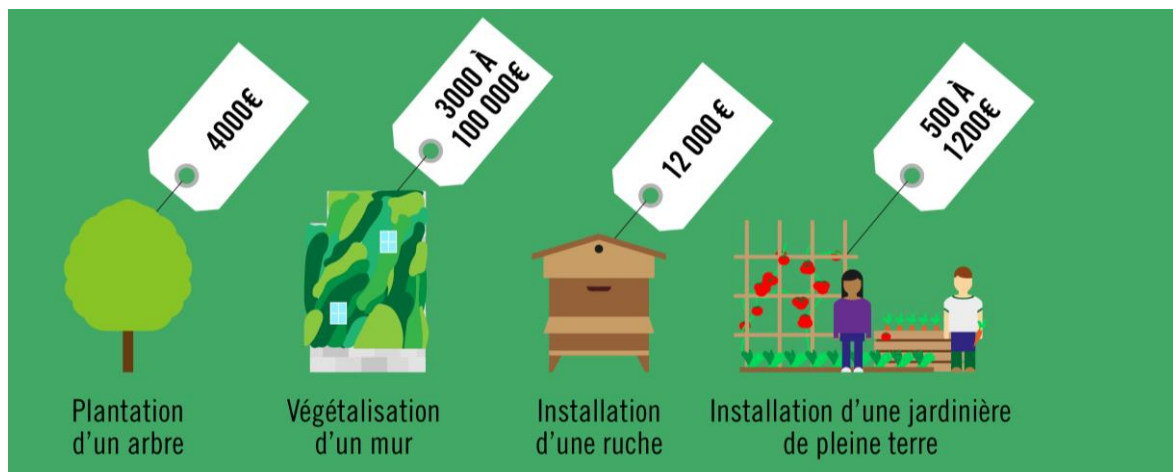 4000€
3000 À
100 000€
12 000 €
500 À
1200€
Plantation
d'un arbre
Végétalisation
d'un mur
Installation
d'une ruche
Installation d'une jardinière
de pleine terre